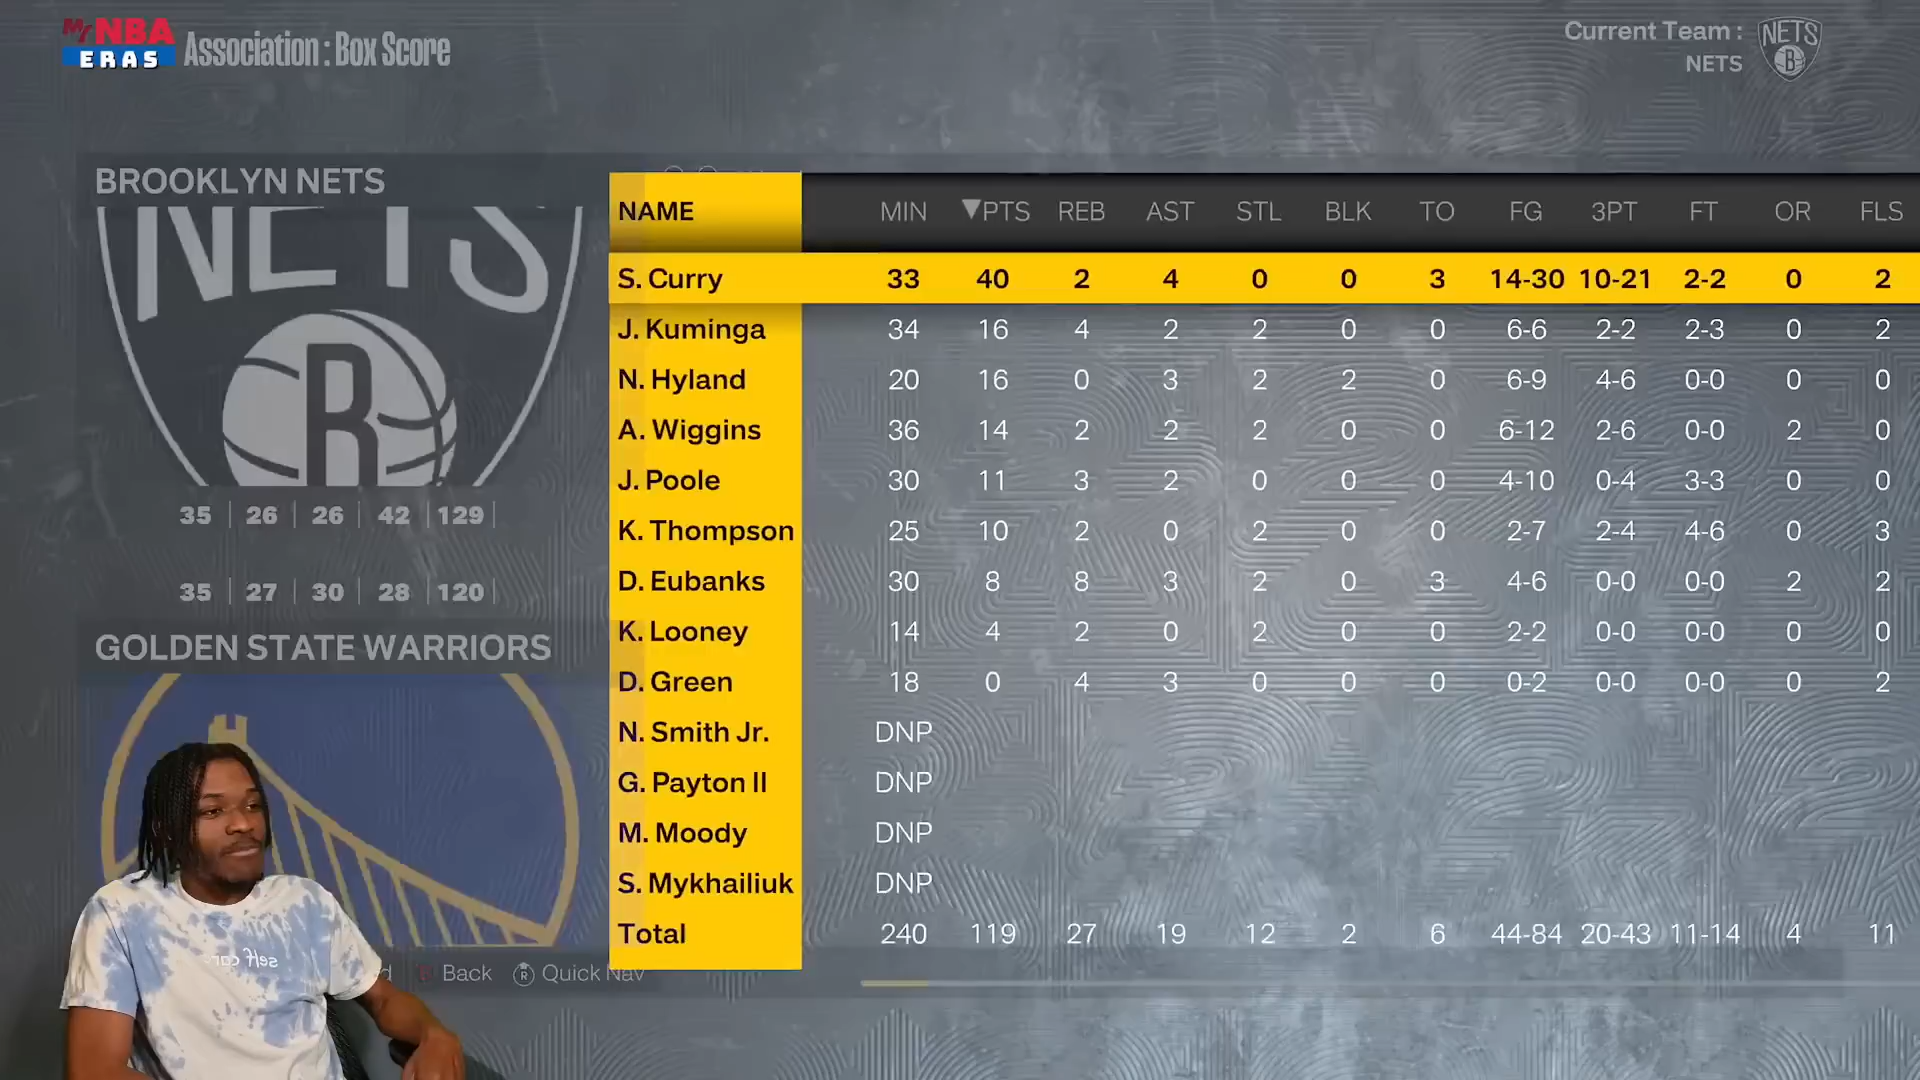 My NBA
ERAS
Association : Box Score
Current Team :
NETS
NETS
B
BROOKLYN NETS
NETS
B
35 26 26 42 129
35 27 30 28 120
GOLDEN STATE WARRIORS
NAME MIN ▼PTS REB AST STL BLK TO FG 3PT FT OR FLS
S. Curry 33 40 2 4 0 0 3 14-30 10-21 2-2 0 2
J. Kuminga 34 16 4 2 2 0 0 6-6 2-2 2-3 0 2
N. Hyland 20 16 0 3 2 2 0 6-9 4-6 0-0 0 0
A. Wiggins 36 14 2 2 2 0 0 6-12 2-6 0-0 2 0
J. Poole 30 11 3 2 0 0 0 4-10 0-4 3-3 0 0
K. Thompson 25 10 2 0 2 0 0 2-7 2-4 4-6 0 3
D. Eubanks 30 8 8 3 2 0 3 4-6 0-0 0-0 2 2
K. Looney 14 4 2 0 2 0 0 2-2 0-0 0-0 0 0
D. Green 18 0 4 3 0 0 0 0-2 0-0 0-0 0 2
N. Smith Jr. DNP
G. Payton II DNP
M. Moody DNP
S. Mykhailiuk DNP
Total 240 119 27 19 12 2 6 44-84 20-43 11-14 4 11
self care
Back
R Quick Nav